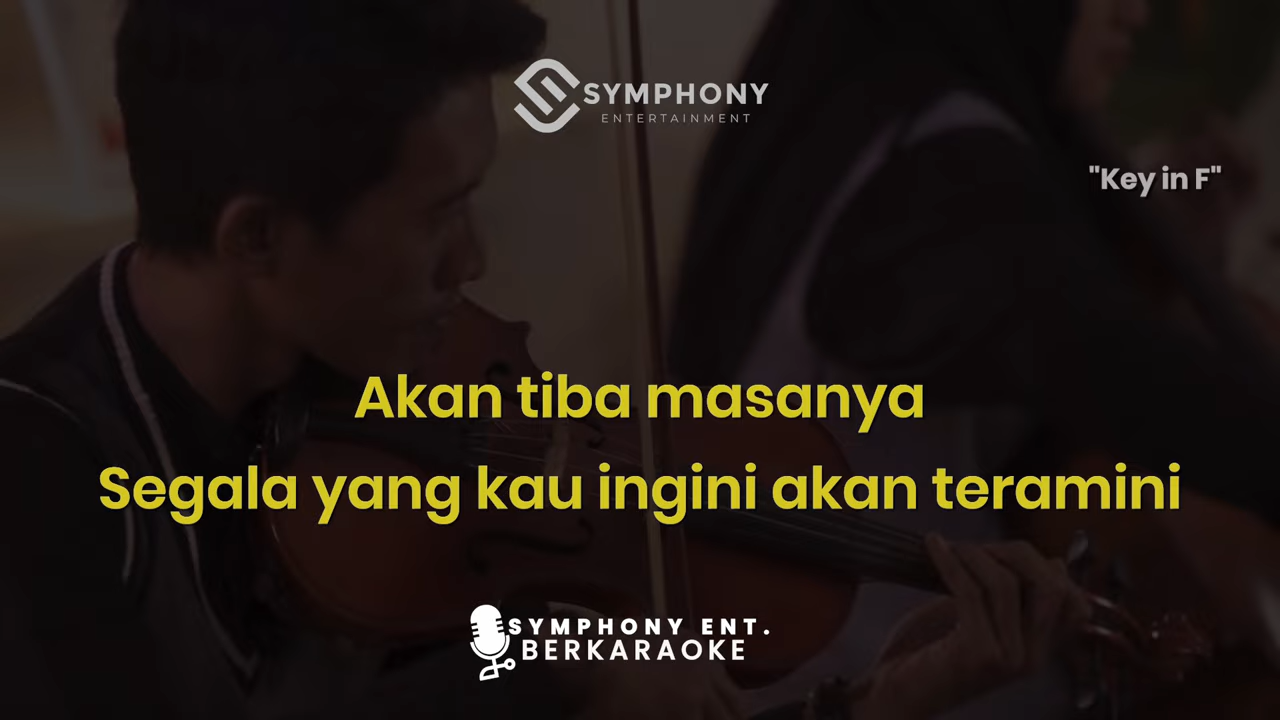 SYMPHONY
ENTERTAINMENT
"Key in F"
Akan tiba masanya
Segala yang kau ingini akan teramini
SYMPHONY ENT.
BERKARAOKE